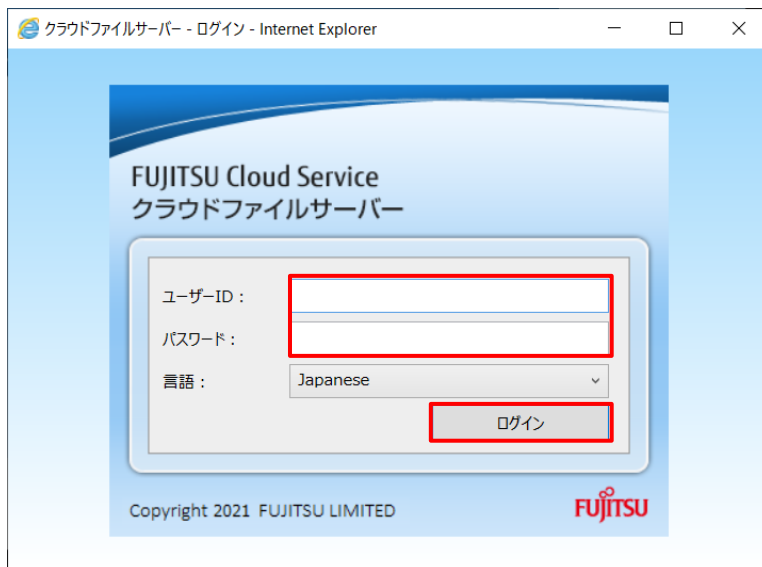 クラウドファイルサーバー - ログイン - Internet Explorer
FUJITSU Cloud Service
クラウドファイルサーバー
ユーザーID：
パスワード：
言語： Japanese
ログイン
Copyright 2021 FUJITSU LIMITED
FUJITSU